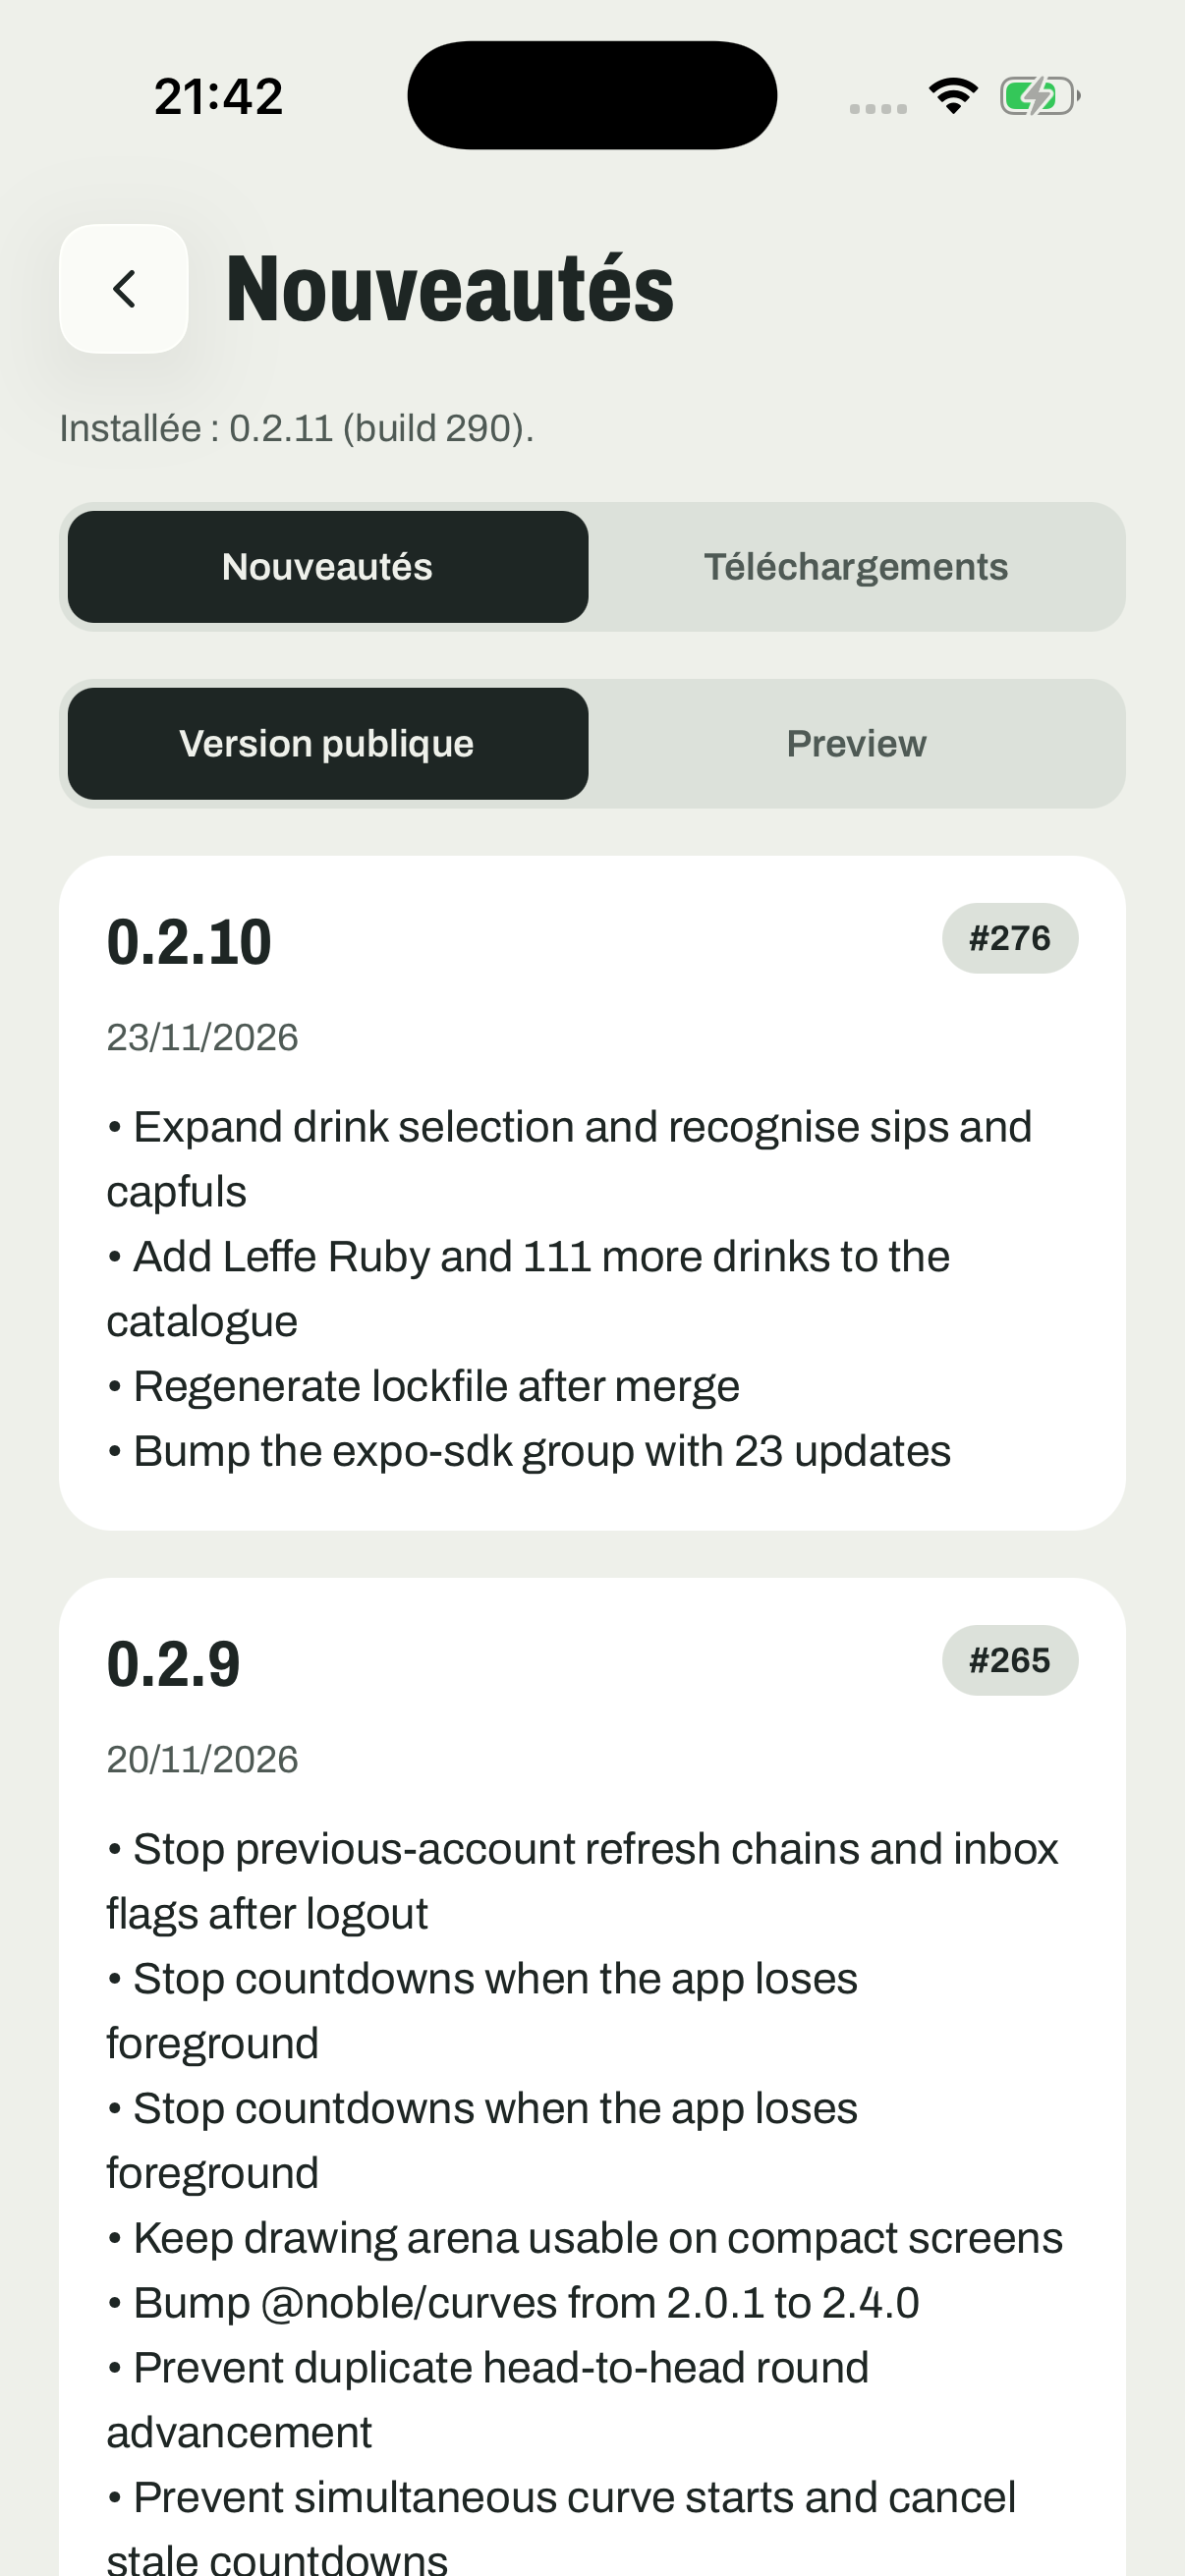 21:42
Nouveautés
Installée : 0.2.11 (build 290).
Nouveautés
Téléchargements
Version publique
Preview
0.2.10
#276
23/11/2026
• Expand drink selection and recognise sips and
capfuls
• Add Leffe Ruby and 111 more drinks to the
catalogue
• Regenerate lockfile after merge
• Bump the expo-sdk group with 23 updates
0.2.9
#265
20/11/2026
• Stop previous-account refresh chains and inbox
flags after logout
• Stop countdowns when the app loses
foreground
• Stop countdowns when the app loses
foreground
• Keep drawing arena usable on compact screens
• Bump @noble/curves from 2.0.1 to 2.4.0
• Prevent duplicate head-to-head round
advancement
• Prevent simultaneous curve starts and cancel
stale countdowns